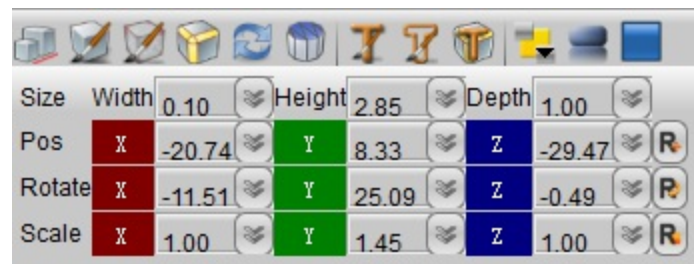 Size Width 0.10 Height 2.85 Depth 1.00
Pos X -20.74 Y 8.33 Z -29.47 R
Rotate X -11.51 Y 25.09 Z -0.49 R
Scale X 1.00 Y 1.45 Z 1.00 R